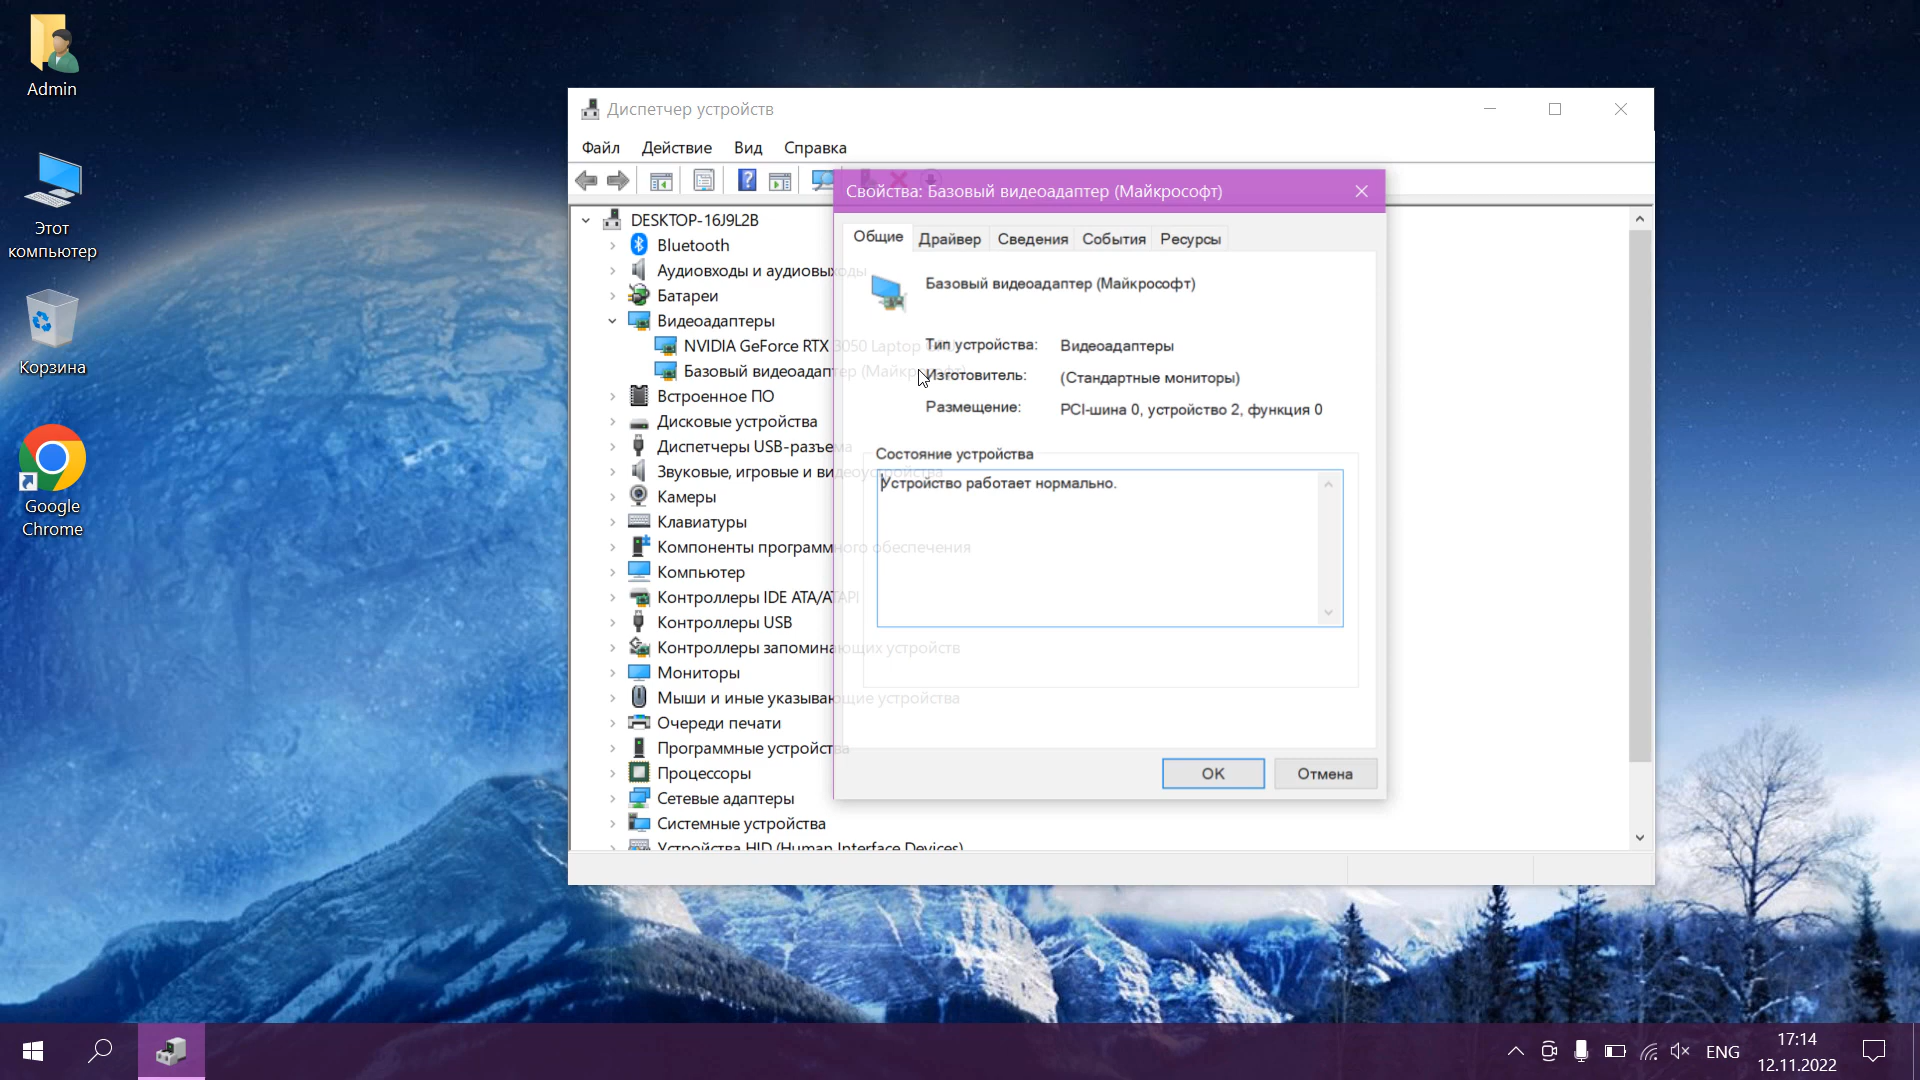 Admin
Этот
компьютер
Корзина
Google
Chrome
Диспетчер устройств
Файл Действие Вид Справка
DESKTOP-16J9L2B
Bluetooth
Аудиовходы и аудиовыходы
Батареи
Видеоадаптеры
NVIDIA GeForce RTX 3050 Laptop GPU
Базовый видеоадаптер (Майкрософт)
Встроенное ПО
Дисковые устройства
Диспетчеры USB-разъема
Звуковые, игровые и видеоустройства
Камеры
Клавиатуры
Компоненты программного обеспечения
Компьютер
Контроллеры IDE ATA/ATAPI
Контроллеры USB
Контроллеры запоминающих устройств
Мониторы
Мыши и иные указывающие устройства
Очереди печати
Программные устройства
Процессоры
Сетевые адаптеры
Системные устройства
Устройства HID (Human Interface Devices)
Свойства: Базовый видеоадаптер (Майкрософт)
Общие Драйвер Сведения События Ресурсы
Базовый видеоадаптер (Майкрософт)
Тип устройства: Видеоадаптеры
Изготовитель: (Стандартные мониторы)
Размещение: PCI-шина 0, устройство 2, функция 0
Состояние устройства
Устройство работает нормально.
OK Отмена
ENG
17:14
12.11.2022